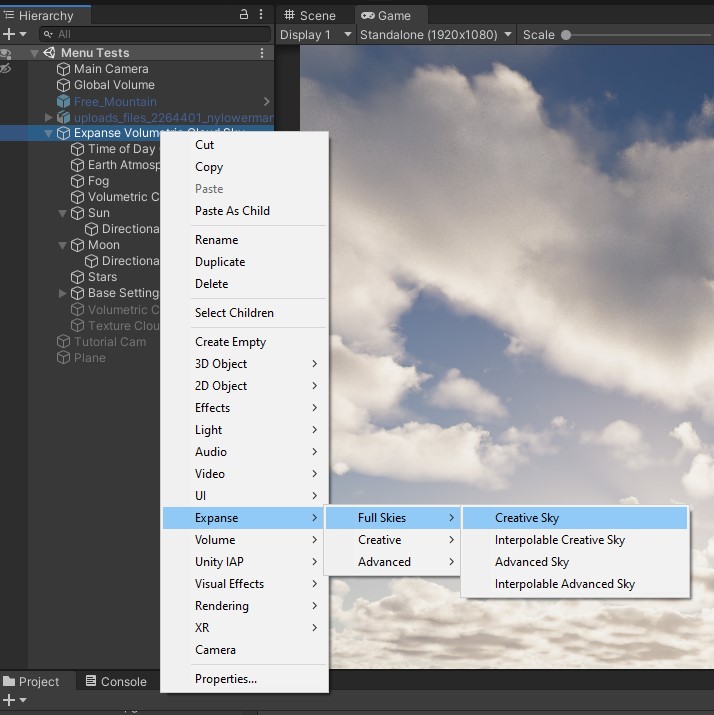 Hierarchy
Scene
Game
All
Display 1
Standalone (1920x1080)
Scale
Menu Tests
Main Camera
Global Volume
Free_Mountain
uploads_files_2264401_nylowerman
Expanse Volumetric Cloud Sky
Time of Day
Earth Atmosp
Fog
Volumetric C
Sun
Directiona
Moon
Directiona
Stars
Base Setting
Volumetric C
Texture Clou
Tutorial Cam
Plane
Cut
Copy
Paste
Paste As Child
Rename
Duplicate
Delete
Select Children
Create Empty
3D Object
2D Object
Effects
Light
Audio
Video
UI
Expanse
Volume
Unity IAP
Visual Effects
Rendering
XR
Camera
Properties...
Full Skies
Creative
Advanced
Creative Sky
Interpolable Creative Sky
Advanced Sky
Interpolable Advanced Sky
Project
Console